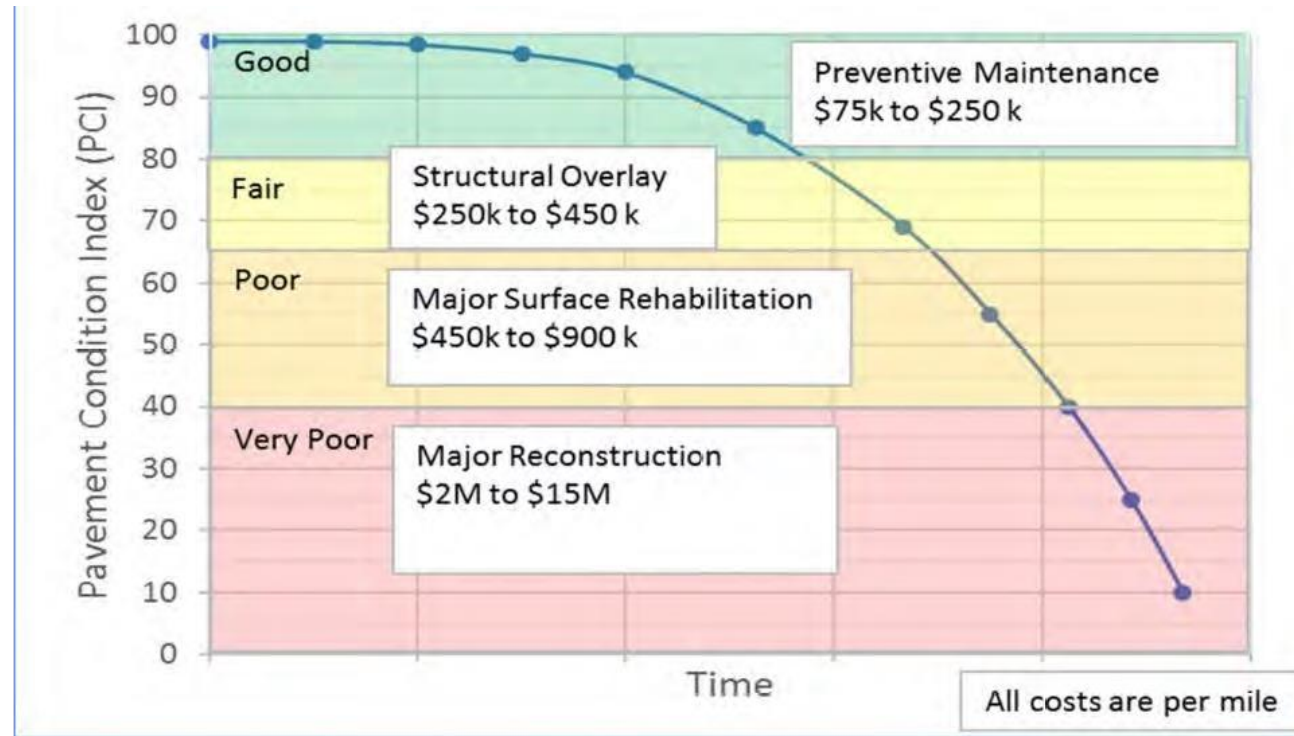 Pavement Condition Index (PCI)
100
90
80
70
60
50
40
30
20
10
0
Good
Preventive Maintenance
$75k to $250 k
Fair
Structural Overlay
$250k to $450 k
Poor
Major Surface Rehabilitation
$450k to $900 k
Very Poor
Major Reconstruction
$2M to $15M
Time
All costs are per mile